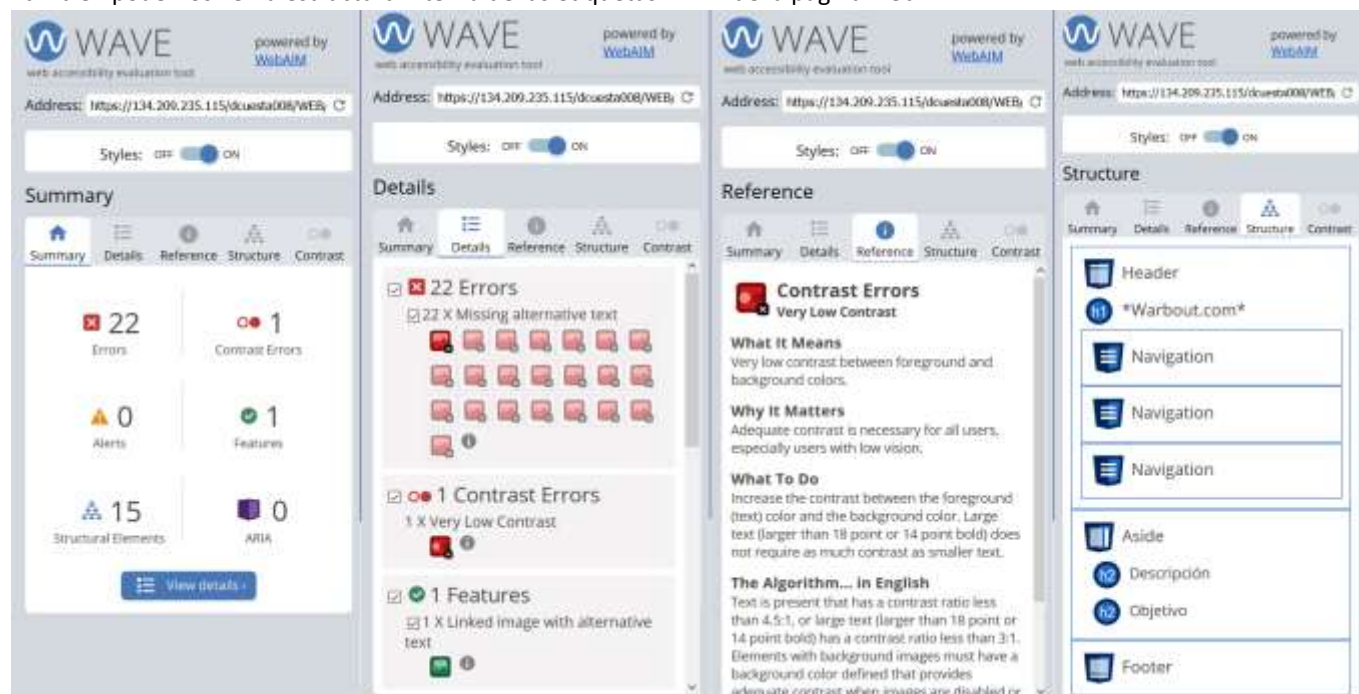 WAVE
powered by
WebAIM
web accessibility evaluation tool
Address: https://134.209.235.115/dcuesta008/WEB
Styles: OFF ON
Summary
Summary Details Reference Structure Contrast
22
Errors
1
Contrast Errors
0
Alerts
1
Features
15
Structural Elements
0
ARIA
View details ›
WAVE
powered by
WebAIM
web accessibility evaluation tool
Address: https://134.209.235.115/dcuesta008/WEB
Styles: OFF ON
Details
Summary Details Reference Structure Contrast
22 Errors
22 X Missing alternative text
1 Contrast Errors
1 X Very Low Contrast
1 Features
1 X Linked image with alternative
text
WAVE
powered by
WebAIM
web accessibility evaluation tool
Address: https://134.209.235.115/dcuesta008/WEB
Styles: OFF ON
Reference
Summary Details Reference Structure Contrast
Contrast Errors
Very Low Contrast
What It Means
Very low contrast between foreground and
background colors.
Why It Matters
Adequate contrast is necessary for all users,
especially users with low vision.
What To Do
Increase the contrast between the foreground
(text) color and the background color. Large
text (larger than 18 point or 14 point bold) does
not require as much contrast as smaller text.
The Algorithm... in English
Text is present that has a contrast ratio less
than 4.5:1, or large text (larger than 18 point or
14 point bold) has a contrast ratio less than 3:1.
Elements with background images must have a
background color defined that provides
adequate contrast when images are disabled or
WAVE
powered by
WebAIM
web accessibility evaluation tool
Address: https://134.209.235.115/dcuesta008/WEB
Styles: OFF ON
Structure
Summary Details Reference Structure Contrast
Header
h1 *Warbout.com*
Navigation
Navigation
Navigation
Aside
h2 Descripción
h2 Objetivo
Footer